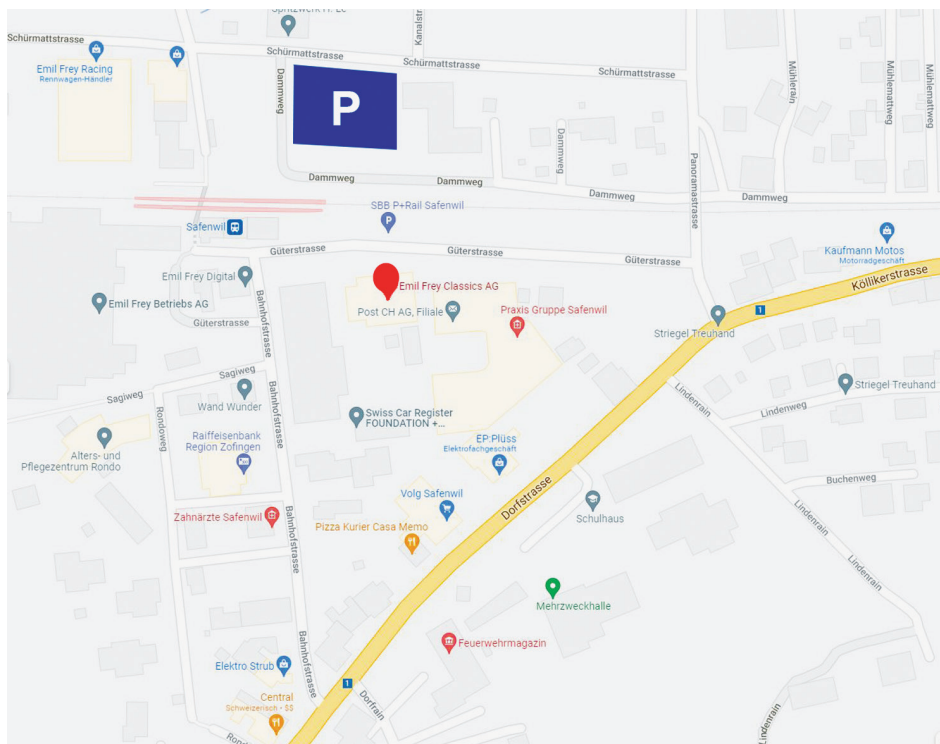 Spritzwerk H. Ze
Schürmattstrasse
Emil Frey Racing
Rennwagen-Händler
Kanalstr
Schürmattstrasse
Schürmattstrasse
Schürmattstrasse
Mühlerain
Mühlemattweg
Mühlemattweg
Dammweg
P
Dammweg
Panoramastrasse
Dammweg
Dammweg
Dammweg
Dammweg
SBB P+Rail Safenwil
P
Safenwil
Güterstrasse
Güterstrasse
Güterstrasse
Kaufmann Motos
Motorradgeschäft
Köllikerstrasse
Emil Frey Digital
Emil Frey Classics AG
Emil Frey Betriebs AG
Post CH AG, Filiale
Praxis Gruppe Safenwil
1
Güterstrasse
Bahnhofstrasse
Striegel Treuhand
Sagiweg
Sagiweg
Wand Wunder
Bahnhofstrasse
Lindenrain
Striegel Treuhand
Lindenweg
Rondoweg
Swiss Car Register
FOUNDATION +...
Raiffeisenbank
Region Zofingen
Alters- und
Pflegezentrum Rondo
EP:Plüss
Elektrofachgeschäft
Buchenweg
Dorfstrasse
Volg Safenwil
Schulhaus
Zahnärzte Safenwil
Pizza Kurier Casa Memo
Lindenrain
Bahnhofstrasse
Lindenrain
Mehrzweckhalle
Feuerwehrmagazin
Bahnhofstrasse
Elektro Strub
1
Central
Schweizerisch · $$
Dorfrain
Lindenrain